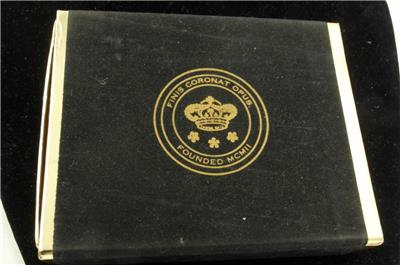 FINIS CORONAT OPUS
FOUNDED MCMII